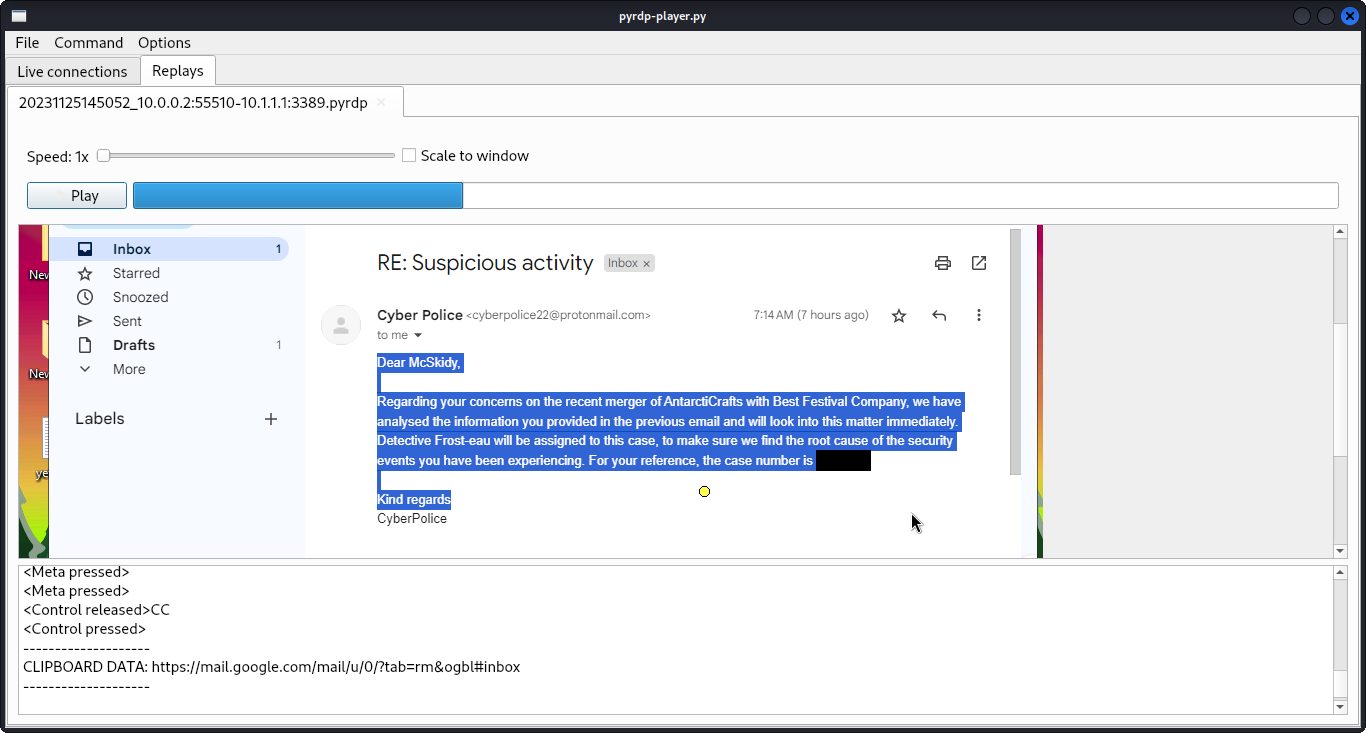 pyrdp-player.py
File Command Options
Live connections Replays
20231125145052_10.0.0.2:55510-10.1.1.1:3389.pyrdp ×
Speed: 1x Scale to window
Play
New
New
ye
Inbox 1
Starred
Snoozed
Sent
Drafts 1
More
Labels +
RE: Suspicious activity Inbox ×
Cyber Police <cyberpolice22@protonmail.com> 7:14 AM (7 hours ago)
to me
Dear McSkidy,
Regarding your concerns on the recent merger of AntarctiCrafts with Best Festival Company, we have
analysed the information you provided in the previous email and will look into this matter immediately.
Detective Frost-eau will be assigned to this case, to make sure we find the root cause of the security
events you have been experiencing. For your reference, the case number is
Kind regards
CyberPolice
<Meta pressed>
<Meta pressed>
<Control released>CC
<Control pressed>
--------------------
CLIPBOARD DATA: https://mail.google.com/mail/u/0/?tab=rm&ogbl#inbox
--------------------